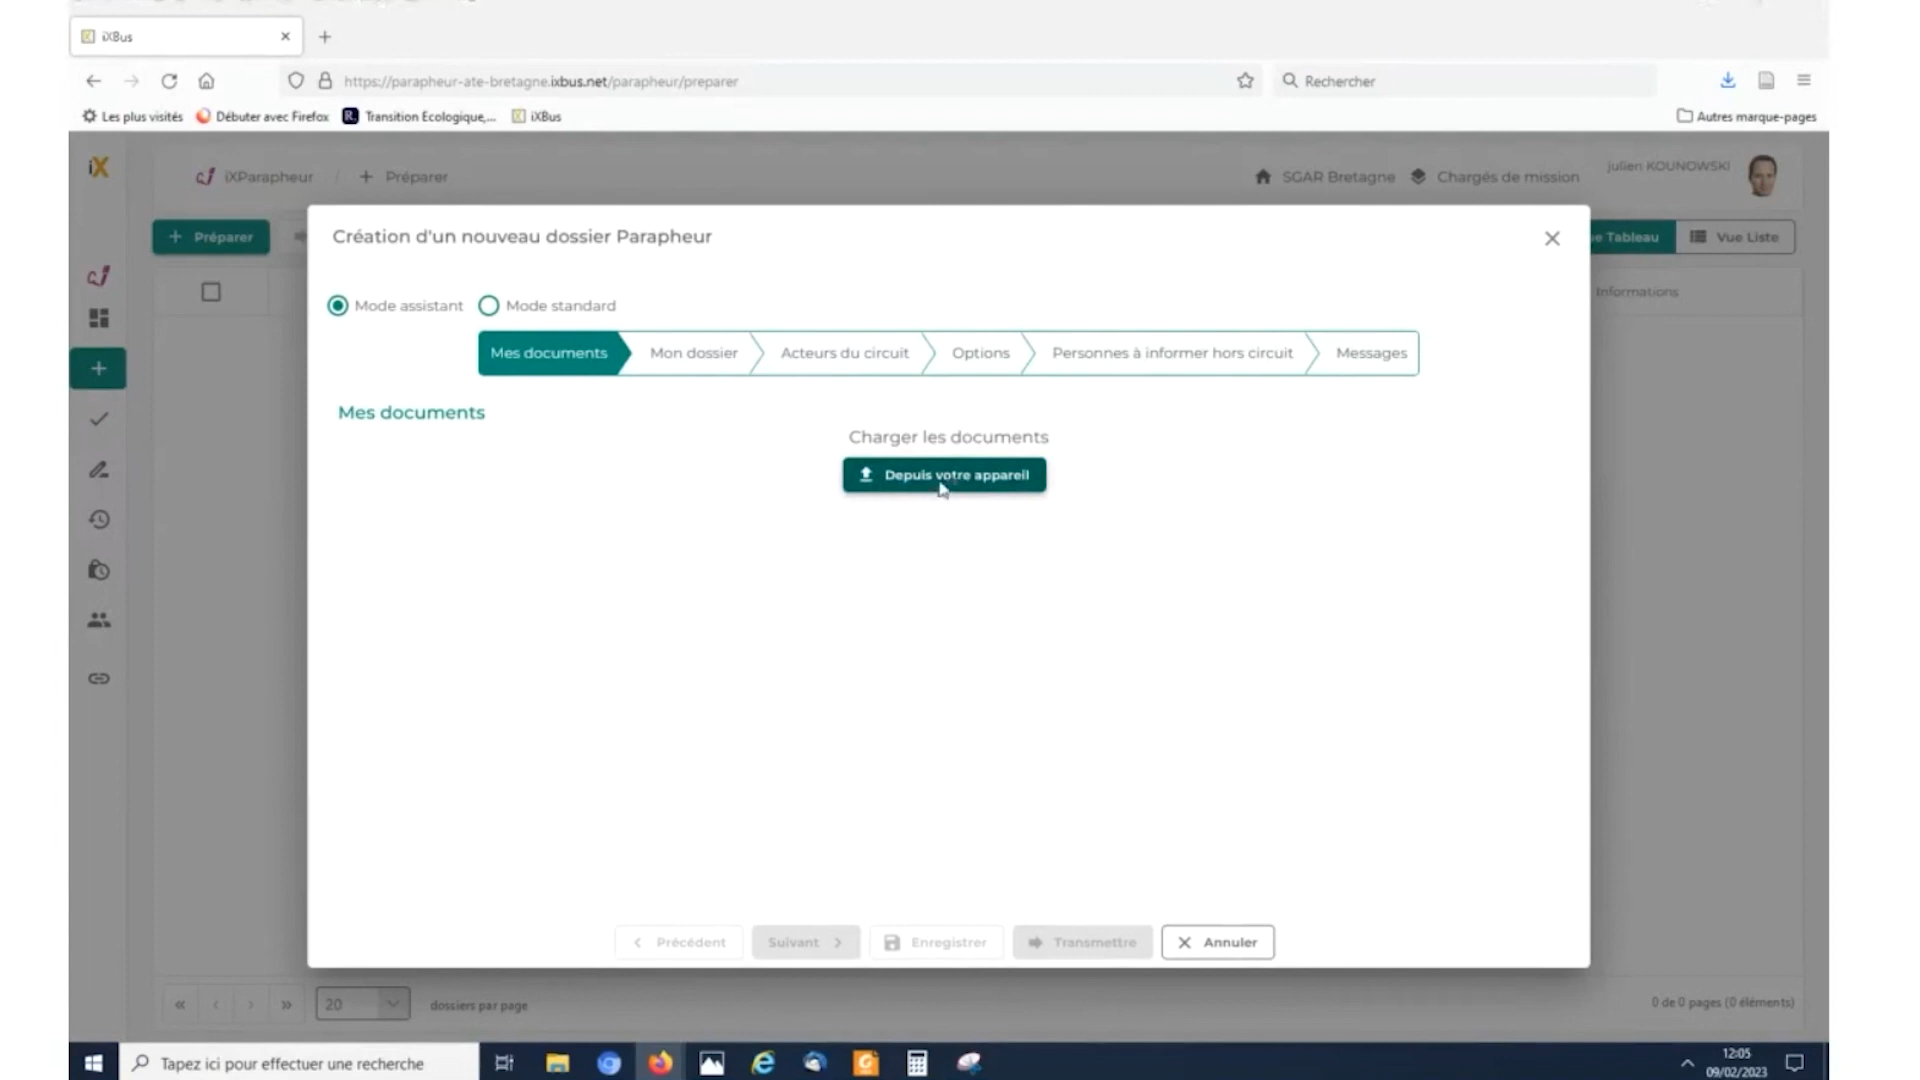 iXBus
https://parapheur-ate-bretagne.ixbus.net/parapheur/preparer
Rechercher
Les plus visités
Débuter avec Firefox
Transition Ecologique,...
iXBus
Autres marque-pages
iX
iXParapheur / + Préparer
SGAR Bretagne
Chargés de mission
Julien KOUNOWSKI
+ Préparer
e Tableau
Vue Liste
Informations
Création d'un nouveau dossier Parapheur
Mode assistant
Mode standard
Mes documents
Mon dossier
Acteurs du circuit
Options
Personnes à informer hors circuit
Messages
Mes documents
Charger les documents
Depuis votre appareil
Précédent
Suivant
Enregistrer
Transmettre
Annuler
20
dossiers par page
0 de 0 pages (0 éléments)
Tapez ici pour effectuer une recherche
12:05
09/02/2023